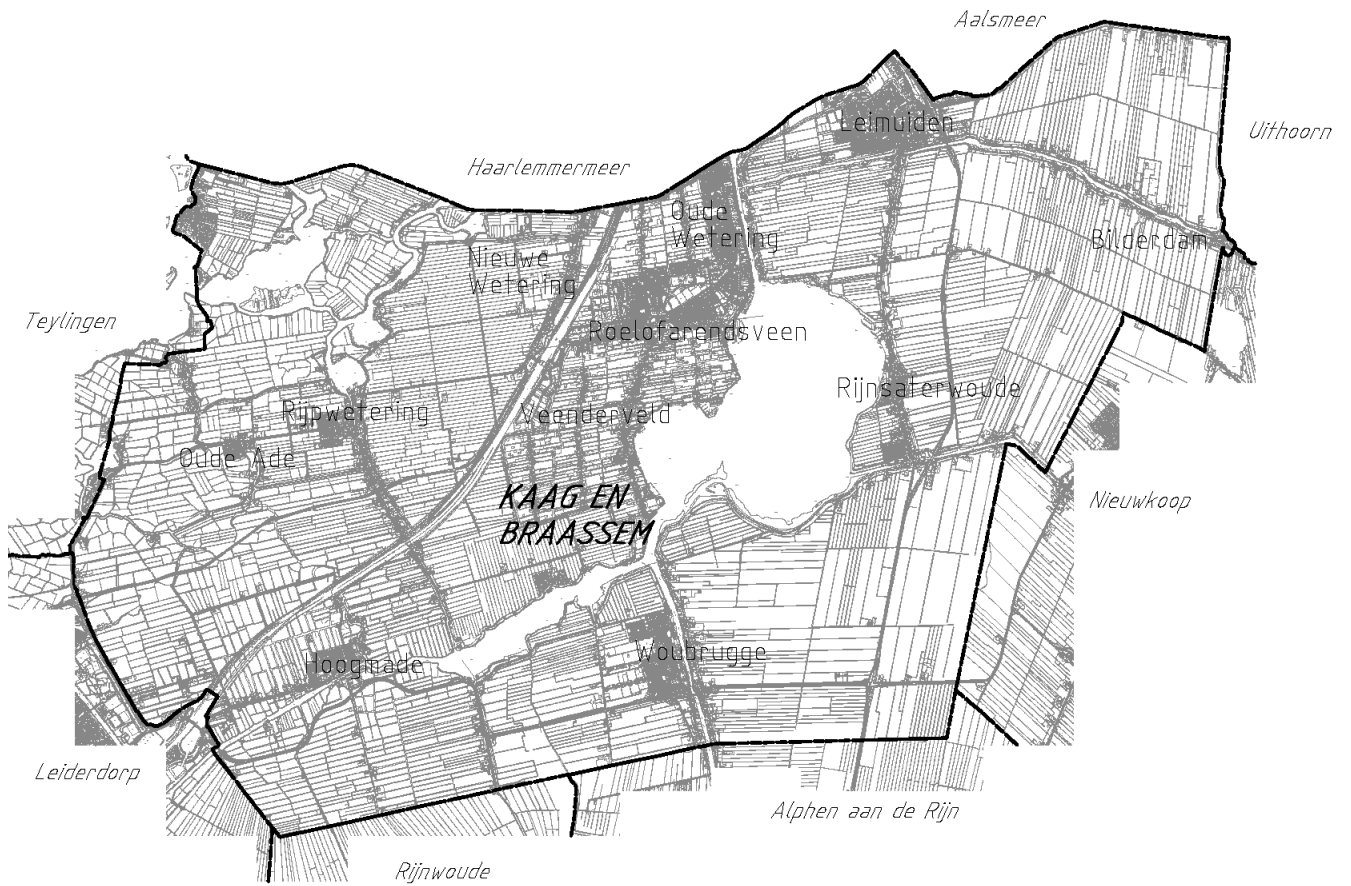 Aalsmeer
Leimuiden
Uithoorn
Haarlemmermeer
Oude
Wetering
Bilderdam
Nieuwe
Wetering
Teylingen
Roelofarendsveen
Rijnsaterwoude
Rijpwetering
Veenderveld
Oude Ade
KAAG EN
BRAASSEM
Nieuwkoop
Woubrugge
Hoogmade
Leiderdorp
Alphen aan de Rijn
Rijnwoude